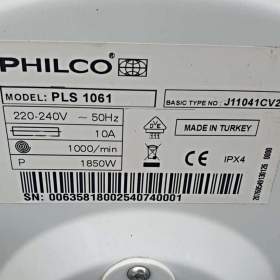 PHILCO
MODEL: PLS 1061
BASIC TYPE NO : J11041CV2
220-240V ~ 50Hz
10A
1000/min
P 1850W
MADE IN TURKEY
IPX4
SN: 00635818002540740001